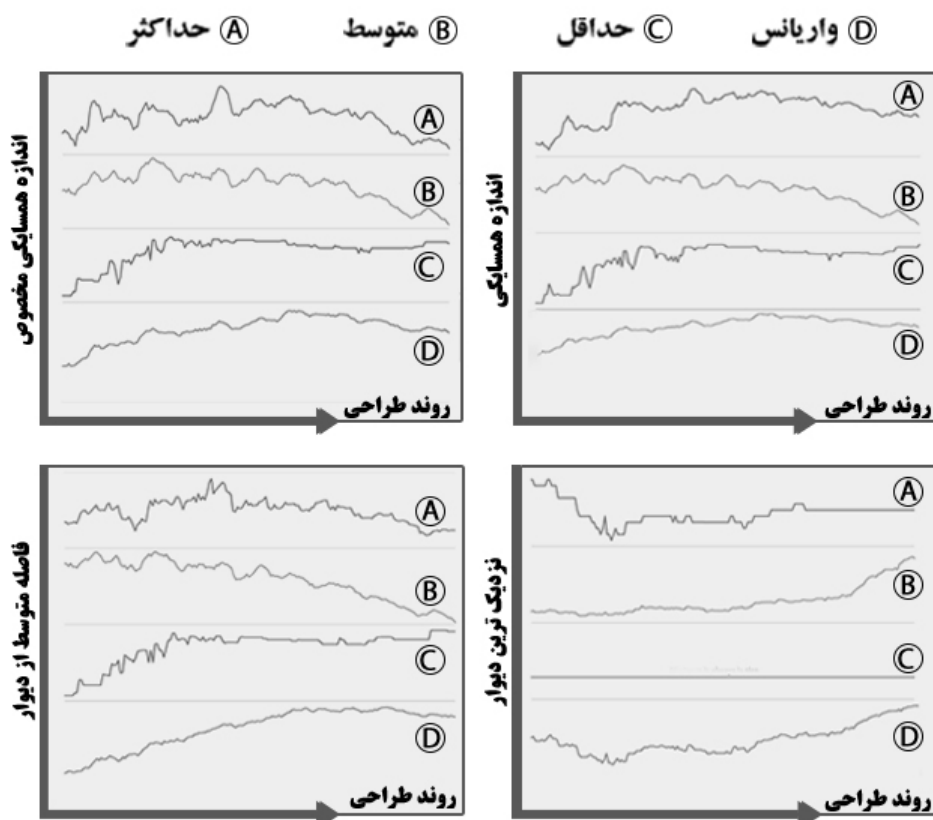 Ⓓ واریانس Ⓒ حداقل Ⓑ متوسط Ⓐ حداکثر
اندازه همسایگی
Ⓐ
Ⓑ
Ⓒ
Ⓓ
روند طراحی
اندازه همسایگی مخصوص
Ⓐ
Ⓑ
Ⓒ
Ⓓ
روند طراحی
نزدیک ترین دیوار
Ⓐ
Ⓑ
Ⓒ
Ⓓ
روند طراحی
فاصله متوسط از دیوار
Ⓐ
Ⓑ
Ⓒ
Ⓓ
روند طراحی